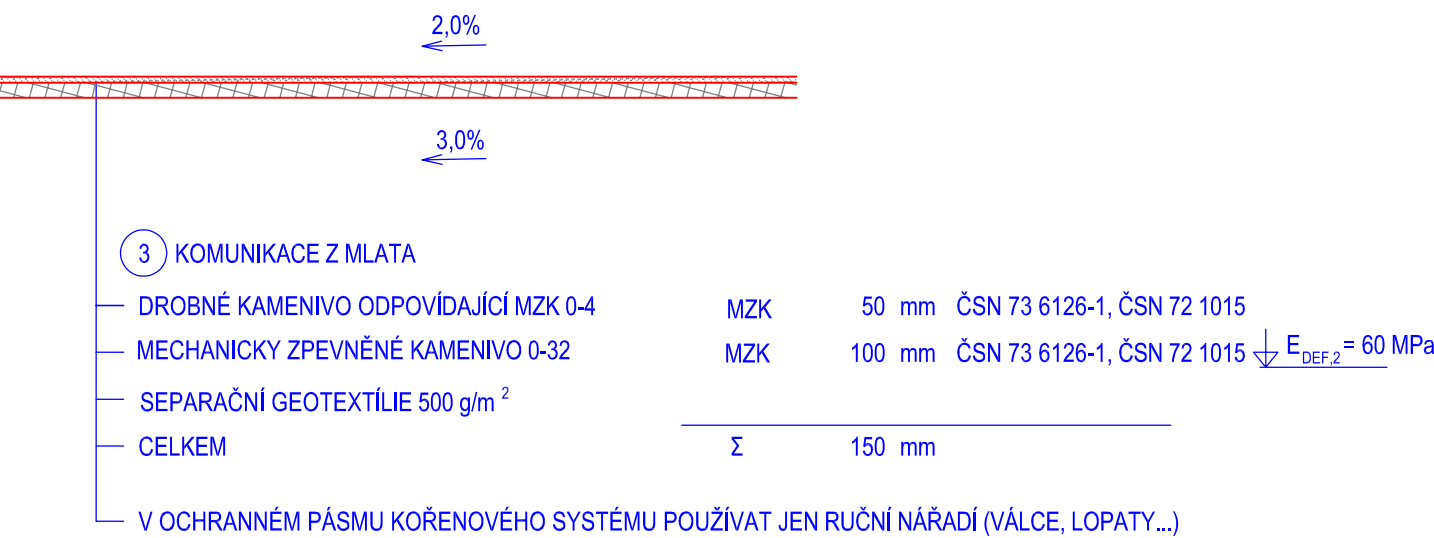 2,0%
3,0%
3 KOMUNIKACE Z MLATA
DROBNÉ KAMENIVO ODPOVÍDAJÍCÍ MZK 0-4 MZK 50 mm ČSN 73 6126-1, ČSN 72 1015
MECHANICKY ZPEVNĚNÉ KAMENIVO 0-32 MZK 100 mm ČSN 73 6126-1, ČSN 72 1015 E_DEF,2 = 60 MPa
SEPARAČNÍ GEOTEXTÍLIE 500 g/m ²
CELKEM Σ 150 mm
V OCHRANNÉM PÁSMU KOŘENOVÉHO SYSTÉMU POUŽÍVAT JEN RUČNÍ NÁŘADÍ (VÁLCE, LOPATY...)